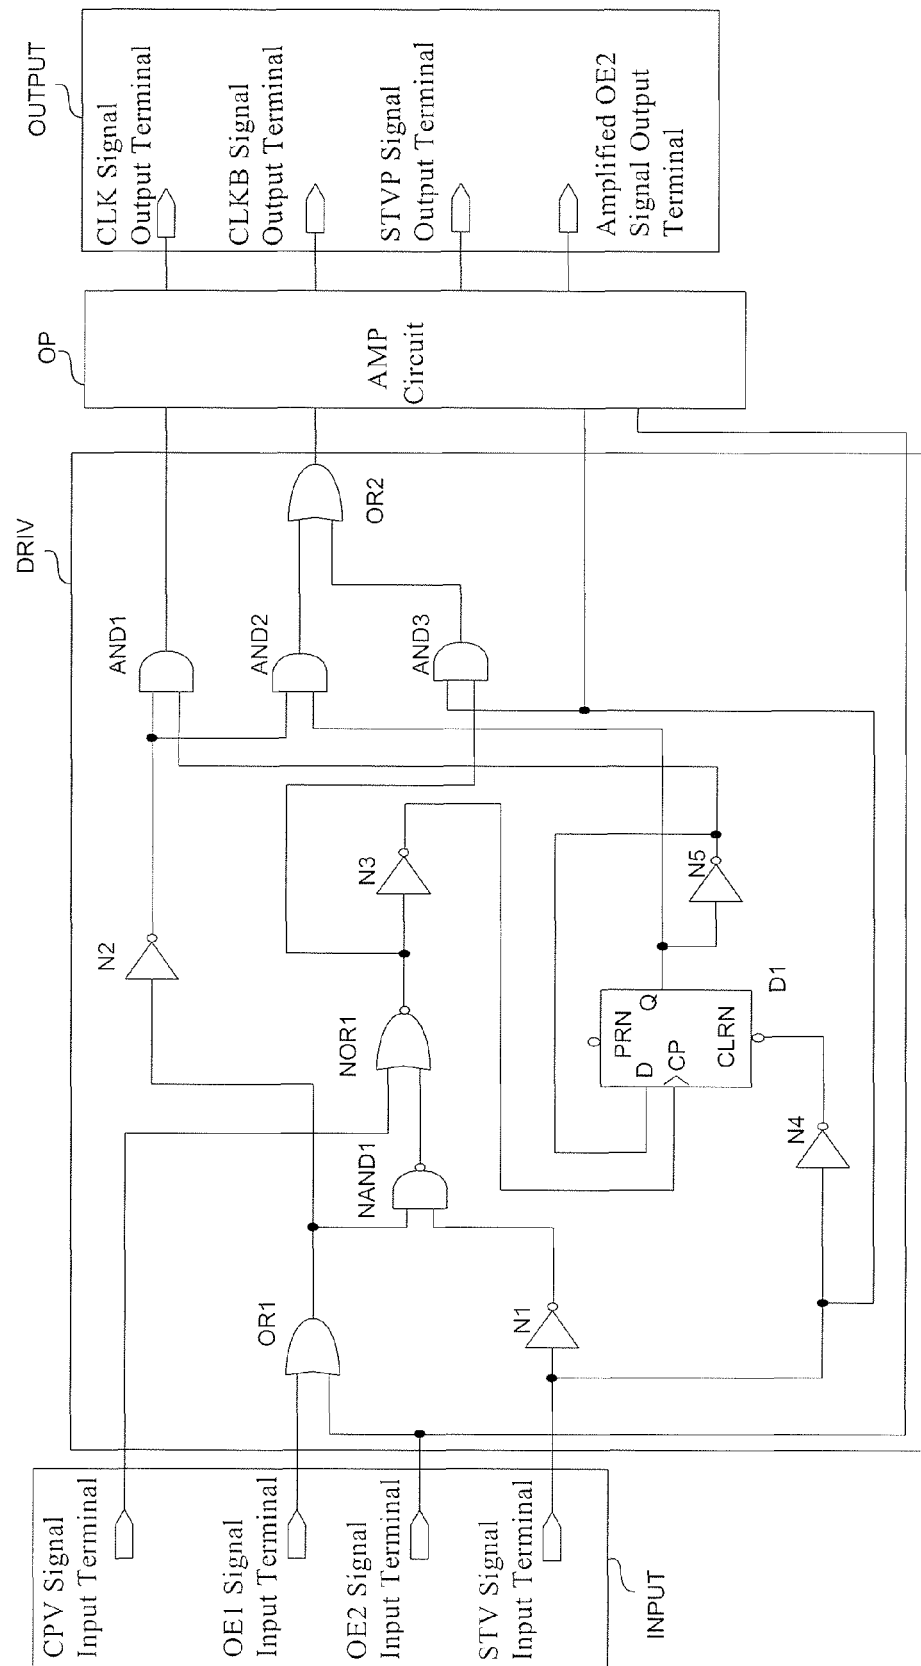 OUTPUT
CLK Signal
Output Terminal
CLKB Signal
Output Terminal
STVP Signal
Output Terminal
Amplified OE2
Signal Output
Terminal
OP
AMP
Circuit
DRIV
OR2
AND1
AND2
AND3
N2
N3
N5
NOR1
PRN
Q
D
CP
CLRN
D1
NAND1
N4
OR1
N1
CPV Signal
Input Terminal
OE1 Signal
Input Terminal
OE2 Signal
Input Terminal
STV Signal
Input Terminal
INPUT